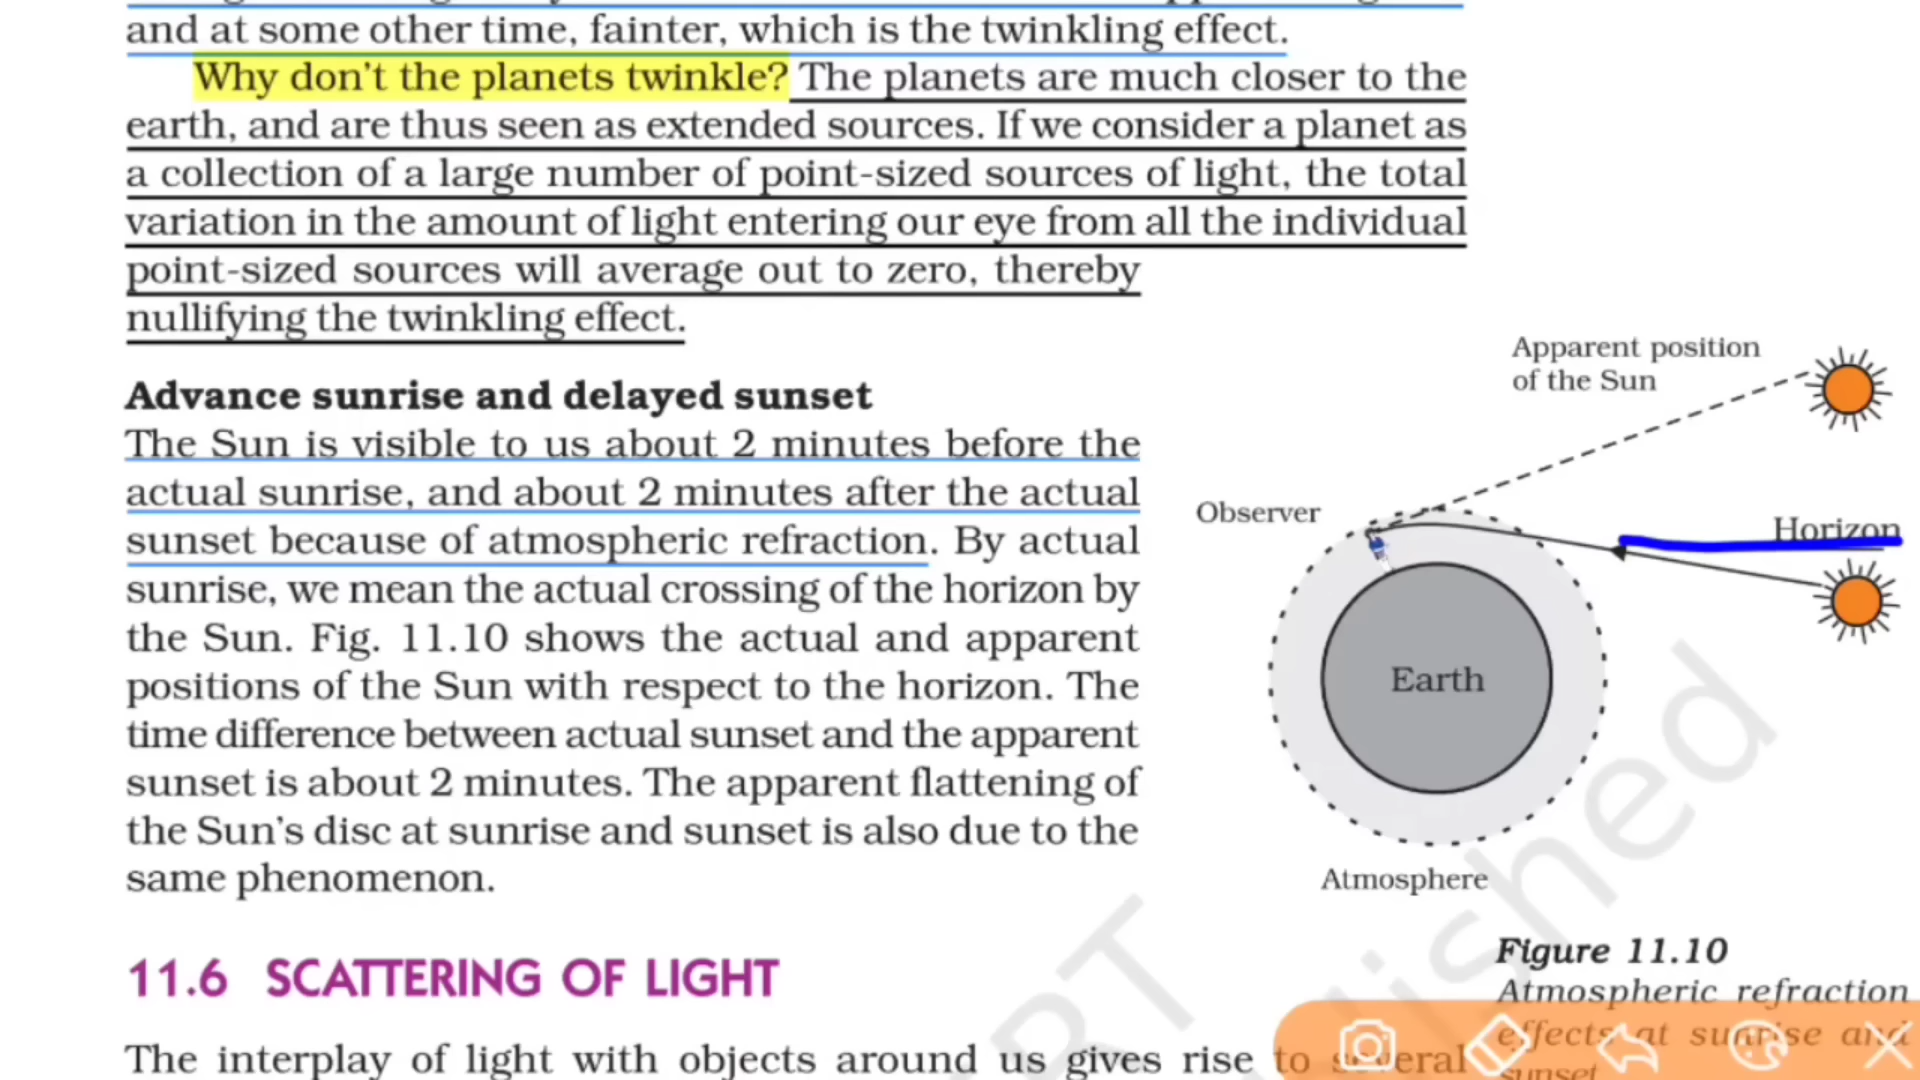 and at some other time, fainter, which is the twinkling effect.
Why don't the planets twinkle? The planets are much closer to the
earth, and are thus seen as extended sources. If we consider a planet as
a collection of a large number of point-sized sources of light, the total
variation in the amount of light entering our eye from all the individual
point-sized sources will average out to zero, thereby
nullifying the twinkling effect.
Advance sunrise and delayed sunset
The Sun is visible to us about 2 minutes before the
actual sunrise, and about 2 minutes after the actual
sunset because of atmospheric refraction. By actual
sunrise, we mean the actual crossing of the horizon by
the Sun. Fig. 11.10 shows the actual and apparent
positions of the Sun with respect to the horizon. The
time difference between actual sunset and the apparent
sunset is about 2 minutes. The apparent flattening of
the Sun's disc at sunrise and sunset is also due to the
same phenomenon.
Apparent position
of the Sun
Observer
Horizon
Earth
Atmosphere
Figure 11.10
Atmospheric refraction
effects at sunrise and
sunset
11.6 SCATTERING OF LIGHT
The interplay of light with objects around us gives rise to several